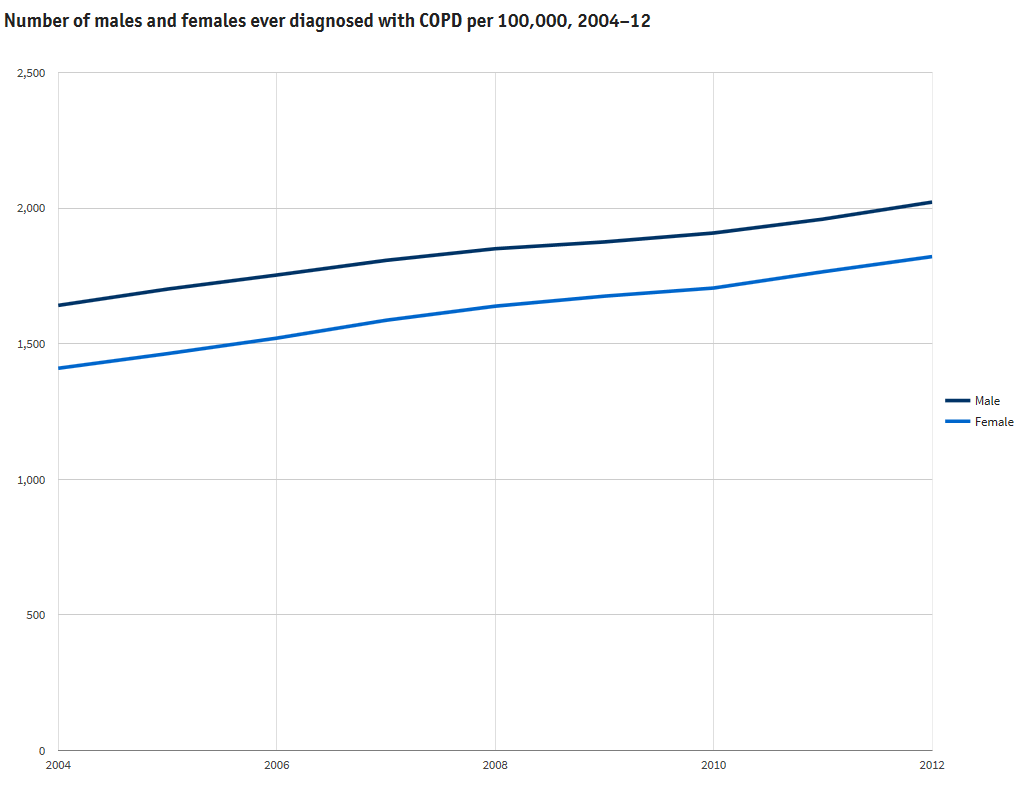 Number of males and females ever diagnosed with COPD per 100,000, 2004–12
2,500
2,000
1,500
1,000
500
0
2004 2006 2008 2010 2012
Male
Female